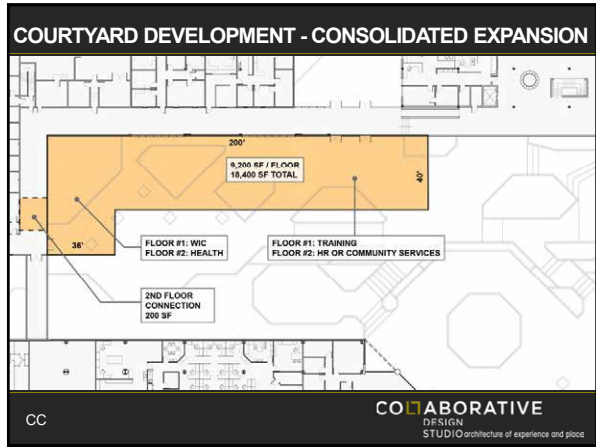 COURTYARD DEVELOPMENT - CONSOLIDATED EXPANSION
200'
9,200 SF / FLOOR
18,400 SF TOTAL
40'
36'
FLOOR #1: WIC
FLOOR #2: HEALTH
FLOOR #1: TRAINING
FLOOR #2: HR OR COMMUNITY SERVICES
2ND FLOOR
CONNECTION
200 SF
CC
COLLABORATIVE
DESIGN
STUDIO architecture of experience and place